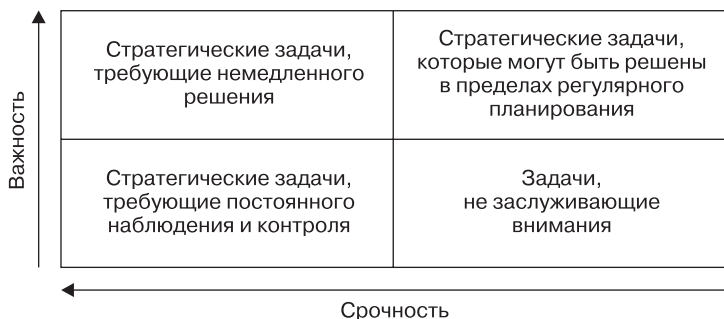 Важность
Стратегические задачи,
требующие немедленного
решения
Стратегические задачи,
которые могут быть решены
в пределах регулярного
планирования
Стратегические задачи,
требующие постоянного
наблюдения и контроля
Задачи,
не заслуживающие
внимания
Срочность